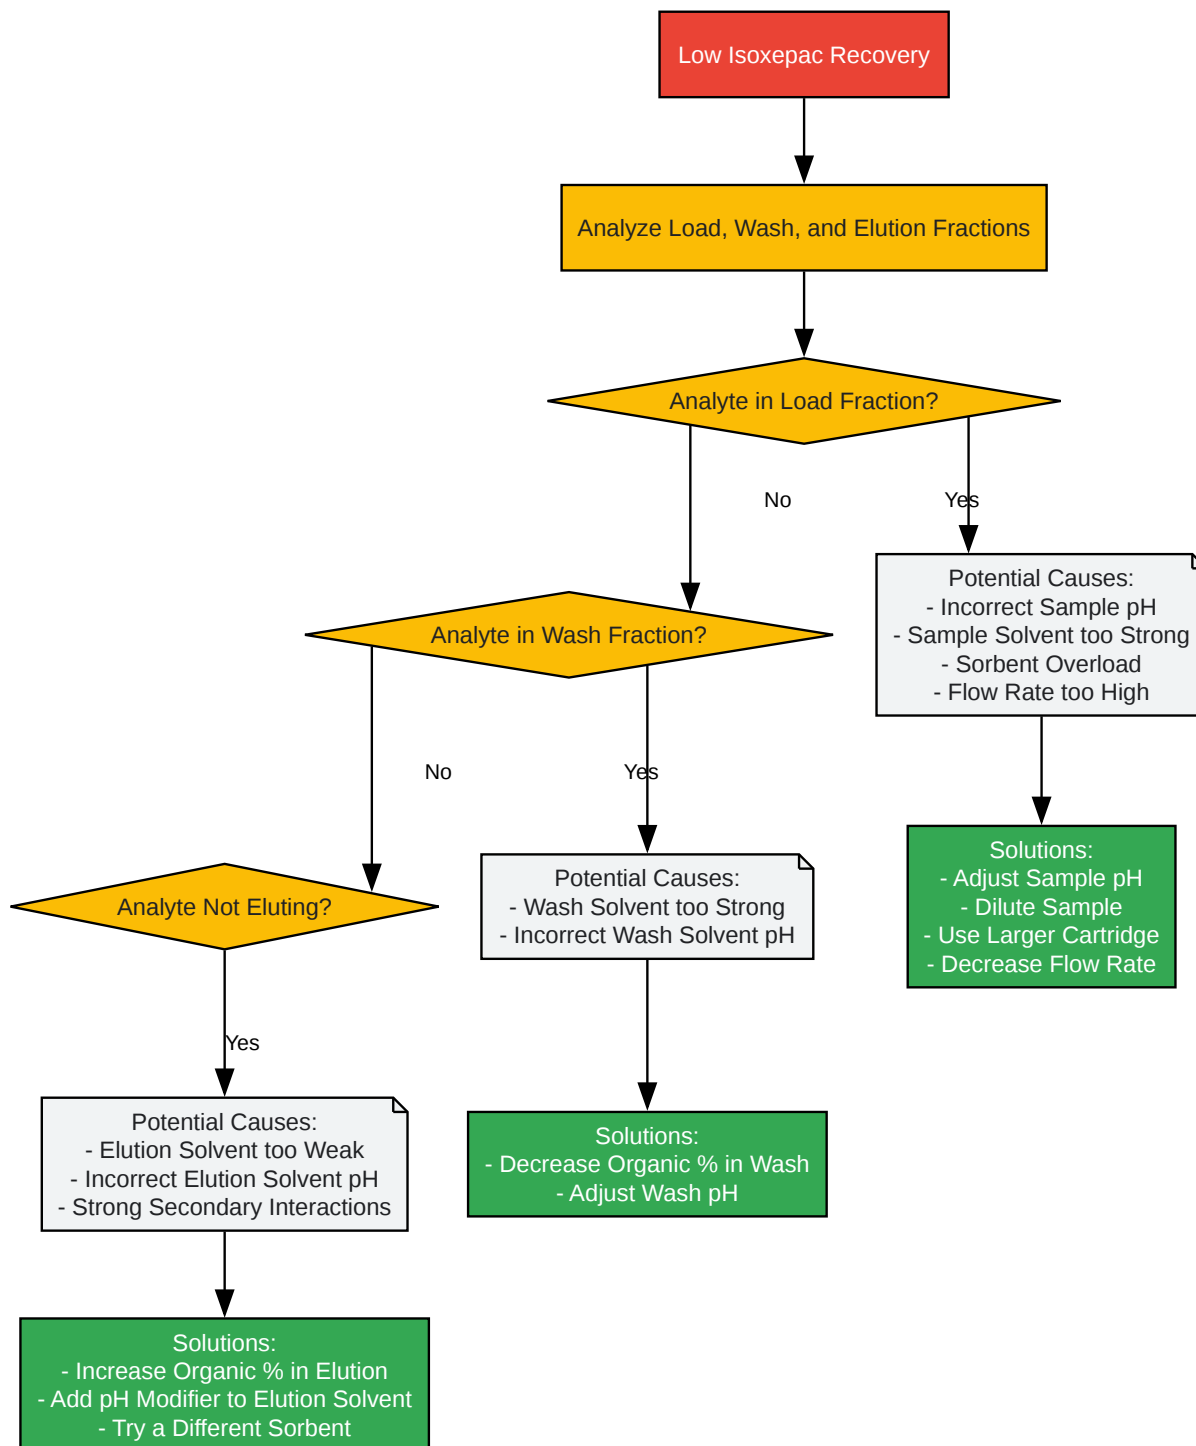 Low Isoxepac Recovery
Analyze Load, Wash, and Elution Fractions
Analyte in Load Fraction?
No
Yes
Analyte in Wash Fraction?
Potential Causes:
- Incorrect Sample pH
- Sample Solvent too Strong
- Sorbent Overload
- Flow Rate too High
No
Yes
Analyte Not Eluting?
Potential Causes:
- Wash Solvent too Strong
- Incorrect Wash Solvent pH
Solutions:
- Adjust Sample pH
- Dilute Sample
- Use Larger Cartridge
- Decrease Flow Rate
Yes
Potential Causes:
- Elution Solvent too Weak
- Incorrect Elution Solvent pH
- Strong Secondary Interactions
Solutions:
- Decrease Organic % in Wash
- Adjust Wash pH
Solutions:
- Increase Organic % in Elution
- Add pH Modifier to Elution Solvent
- Try a Different Sorbent